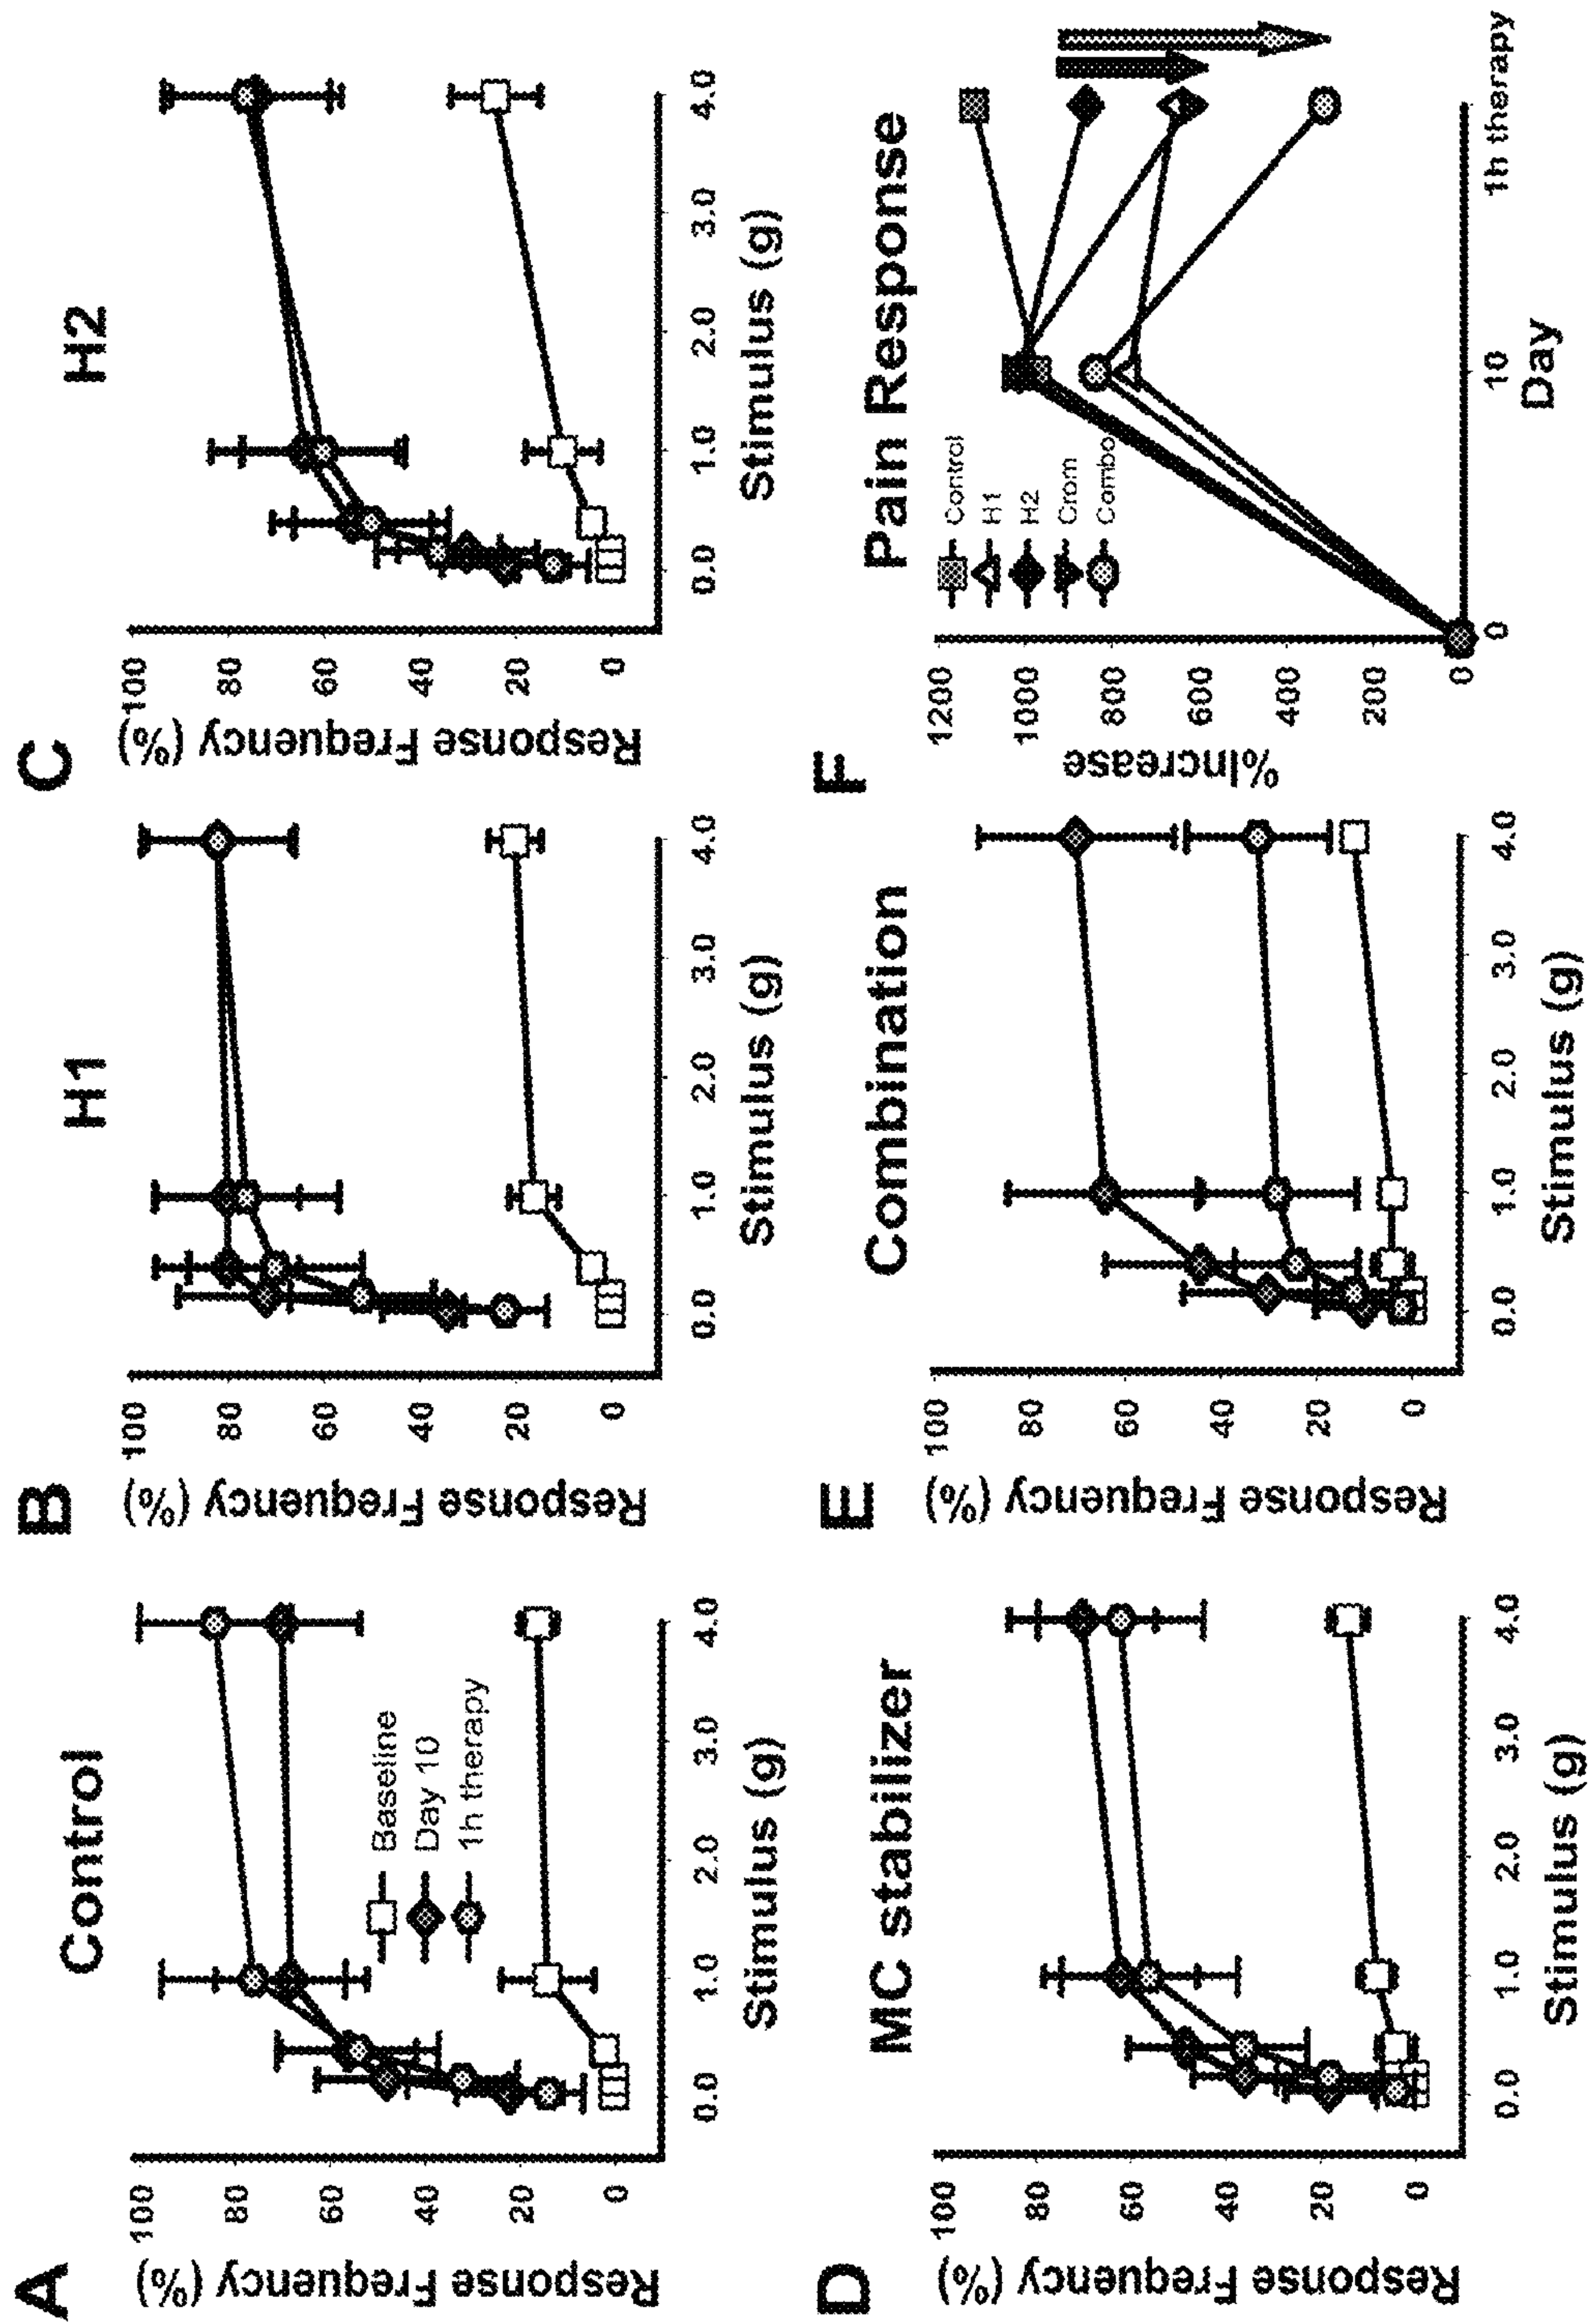 A
Control
Response Frequency
(%)
100
80
60
40
20
0
Baseline
Day 10
1h therapy
0.0 1.0 2.0 3.0 4.0
Stimulus (g)
B
H1
Response Frequency
(%)
100
80
60
40
20
0
0.0 1.0 2.0 3.0 4.0
Stimulus (g)
C
H2
Response Frequency
(%)
100
80
60
40
20
0
0.0 1.0 2.0 3.0 4.0
Stimulus (g)
D
MC stabilizer
Response Frequency
(%)
100
80
60
40
20
0
0.0 1.0 2.0 3.0 4.0
Stimulus (g)
E
Combination
Response Frequency
(%)
100
80
60
40
20
0
0.0 1.0 2.0 3.0 4.0
Stimulus (g)
F
Pain Response
%Increase
1200
1000
800
600
400
200
0
Control
H1
H2
Crom
Combo
0 10 1h therapy
Day